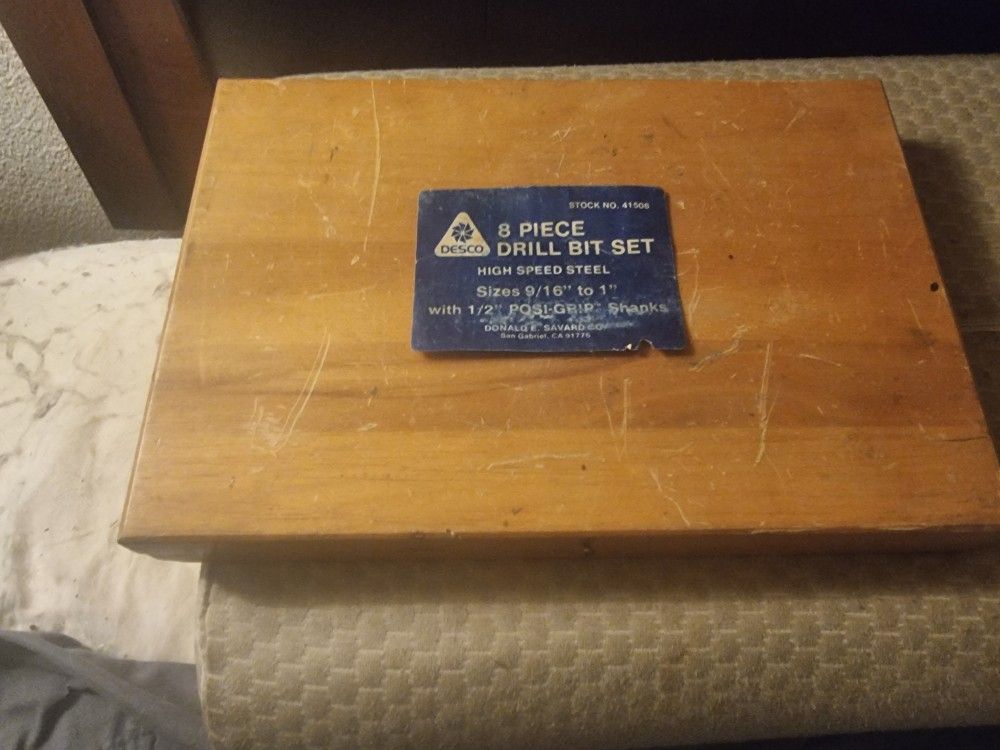 STOCK NO. 41508
DESCO
8 PIECE
DRILL BIT SET
HIGH SPEED STEEL
Sizes 9/16" to 1"
with 1/2" POSI-GRIP™ Shanks
DONALD E. SAVARD CO.
San Gabriel, CA 91776